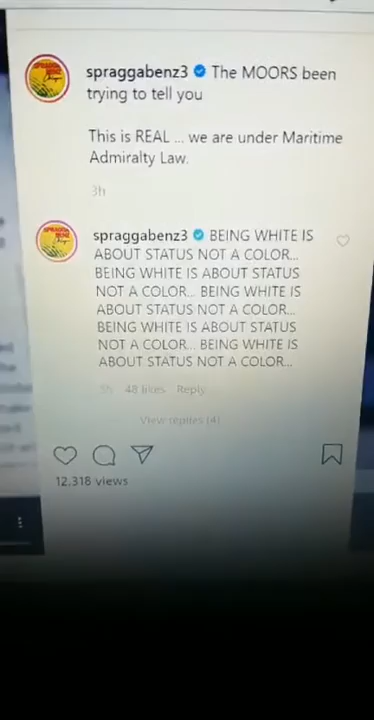 spraggabenz3 The MOORS been
trying to tell you
This is REAL ... we are under Maritime
Admiralty Law.
3h
spraggabenz3 BEING WHITE IS
ABOUT STATUS NOT A COLOR...
BEING WHITE IS ABOUT STATUS
NOT A COLOR... BEING WHITE IS
ABOUT STATUS NOT A COLOR...
BEING WHITE IS ABOUT STATUS
NOT A COLOR... BEING WHITE IS
ABOUT STATUS NOT A COLOR...
48 likes Reply
View replies (4)
12,318 views